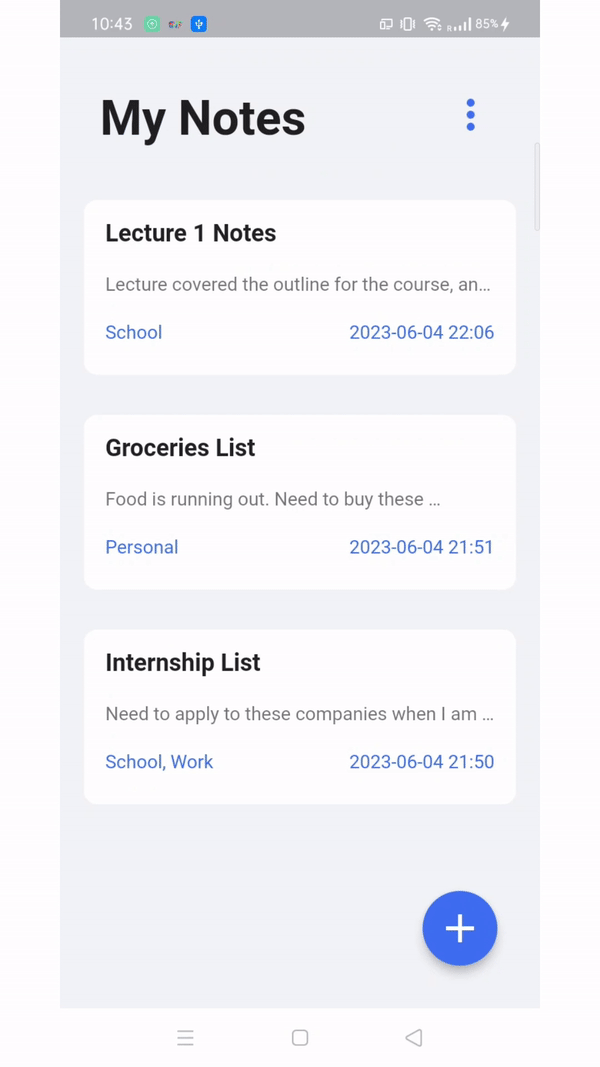 10:43
R
85%
My Notes
Lecture 1 Notes
Lecture covered the outline for the course, an...
School 2023-06-04 22:06
Groceries List
Food is running out. Need to buy these ...
Personal 2023-06-04 21:51
Internship List
Need to apply to these companies when I am ...
School, Work 2023-06-04 21:50